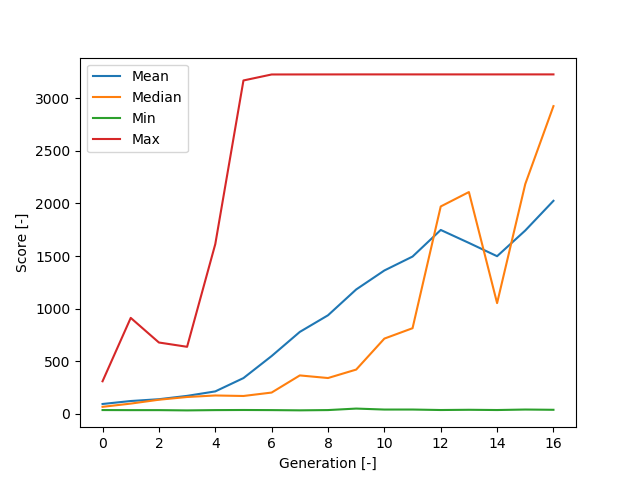 Mean
Median
Min
Max
3000
2500
2000
1500
1000
500
0
Score [-]
0 2 4 6 8 10 12 14 16
Generation [-]